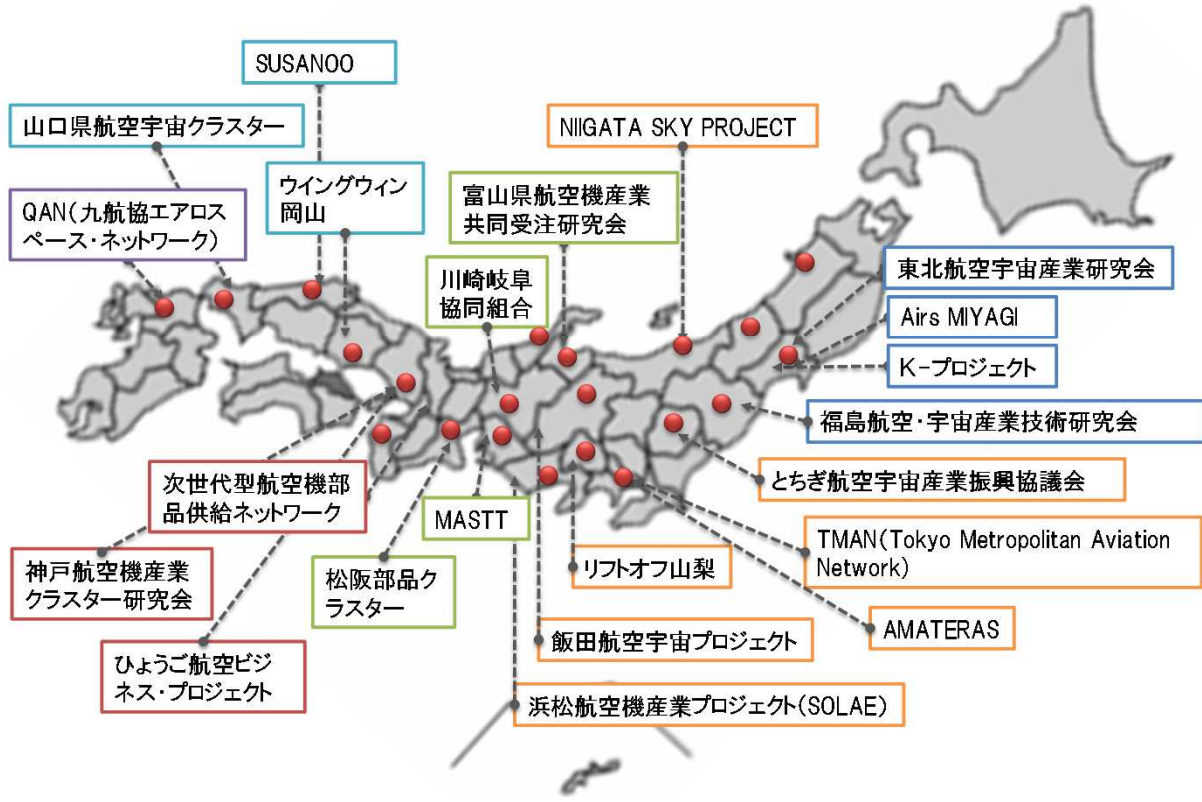 SUSANOO
山口県航空宇宙クラスター
NIIGATA SKY PROJECT
QAN(九航協エアロス
ペース・ネットワーク)
ウイングウィン
岡山
富山県航空機産業
共同受注研究会
川崎岐阜
協同組合
東北航空宇宙産業研究会
Airs MIYAGI
K-プロジェクト
福島航空・宇宙産業技術研究会
とちぎ航空宇宙産業振興協議会
次世代型航空機部
品供給ネットワーク
MASTT
TMAN(Tokyo Metropolitan Aviation
Network)
神戸航空機産業
クラスター研究会
松阪部品ク
ラスター
リフトオフ山梨
AMATERAS
飯田航空宇宙プロジェクト
ひょうご航空ビジ
ネス・プロジェクト
浜松航空機産業プロジェクト(SOLAE)